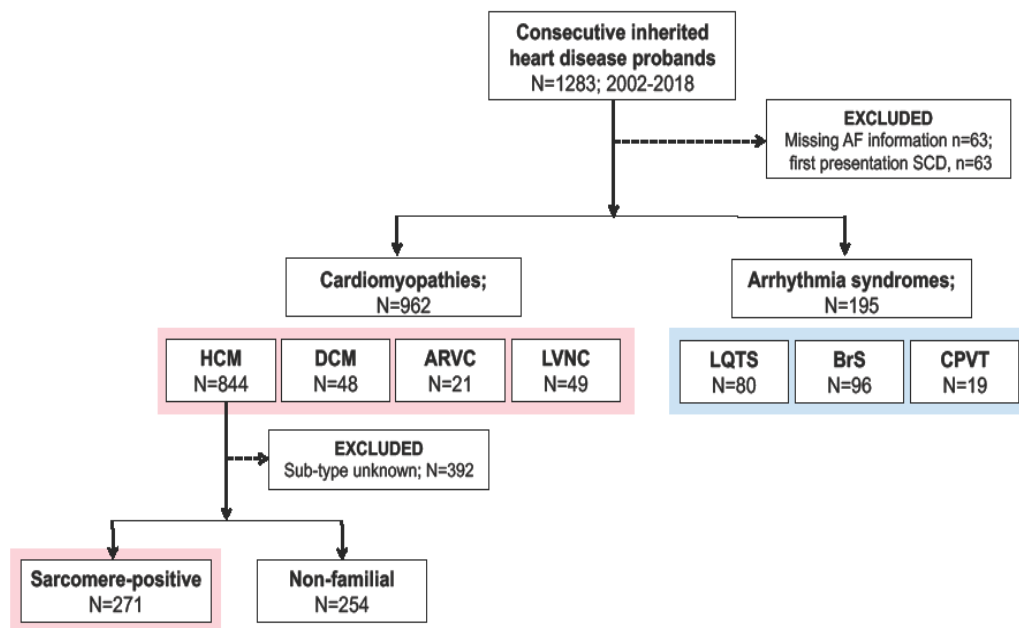 Consecutive inherited
heart disease probands
N=1283; 2002-2018
EXCLUDED
Missing AF information n=63;
first presentation SCD, n=63
Cardiomyopathies;
N=962
Arrhythmia syndromes;
N=195
HCM
N=844
DCM
N=48
ARVC
N=21
LVNC
N=49
LQTS
N=80
BrS
N=96
CPVT
N=19
EXCLUDED
Sub-type unknown; N=392
Sarcomere-positive
N=271
Non-familial
N=254